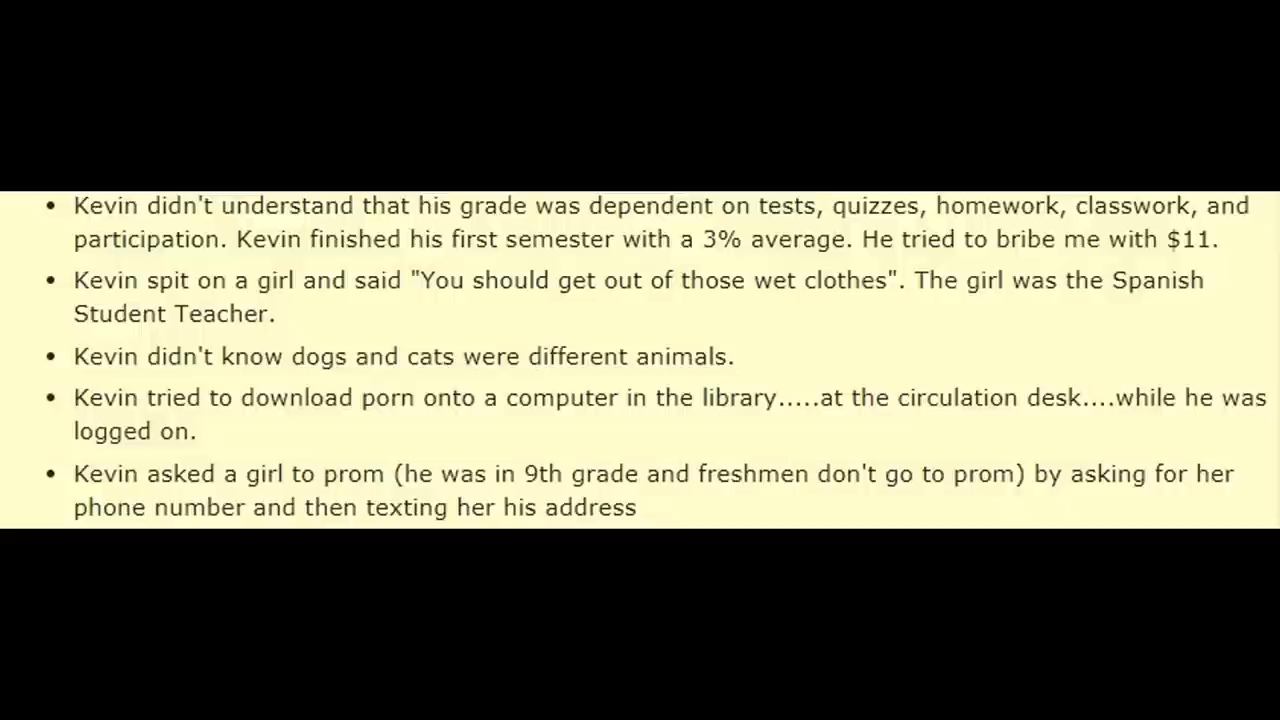 • Kevin didn't understand that his grade was dependent on tests, quizzes, homework, classwork, and
participation. Kevin finished his first semester with a 3% average. He tried to bribe me with $11.
• Kevin spit on a girl and said "You should get out of those wet clothes". The girl was the Spanish
Student Teacher.
• Kevin didn't know dogs and cats were different animals.
• Kevin tried to download porn onto a computer in the library.....at the circulation desk....while he was
logged on.
• Kevin asked a girl to prom (he was in 9th grade and freshmen don't go to prom) by asking for her
phone number and then texting her his address